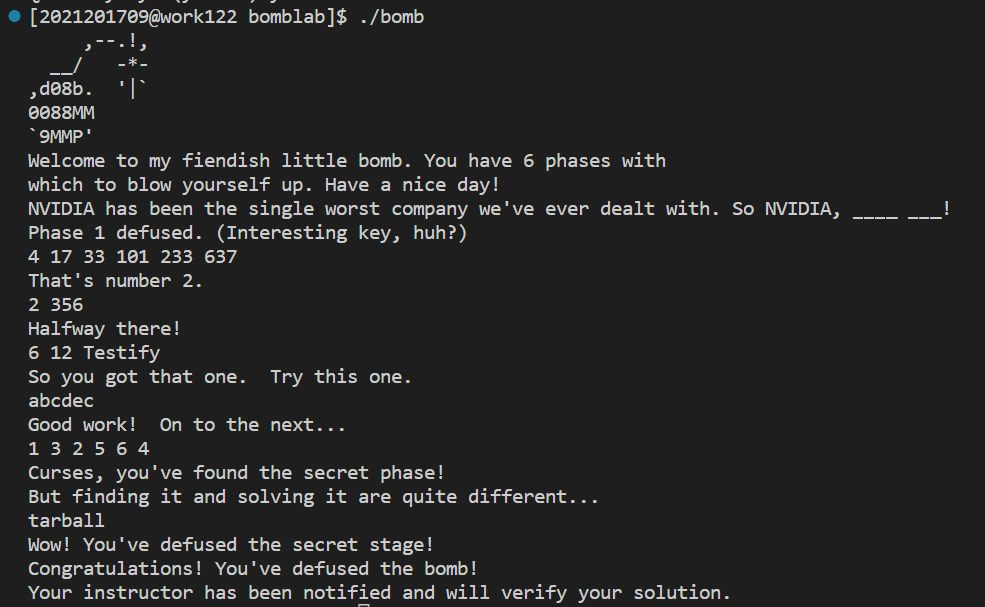 [2021201709@work122 bomblab]$ ./bomb
      ,--.!,
   __/   -*-
,d08b.  '|`
0088MM
`9MMP'
Welcome to my fiendish little bomb. You have 6 phases with
which to blow yourself up. Have a nice day!
NVIDIA has been the single worst company we've ever dealt with. So NVIDIA, ____ ___!
Phase 1 defused. (Interesting key, huh?)
4 17 33 101 233 637
That's number 2.
2 356
Halfway there!
6 12 Testify
So you got that one.  Try this one.
abcdec
Good work!  On to the next...
1 3 2 5 6 4
Curses, you've found the secret phase!
But finding it and solving it are quite different...
tarball
Wow! You've defused the secret stage!
Congratulations! You've defused the bomb!
Your instructor has been notified and will verify your solution.